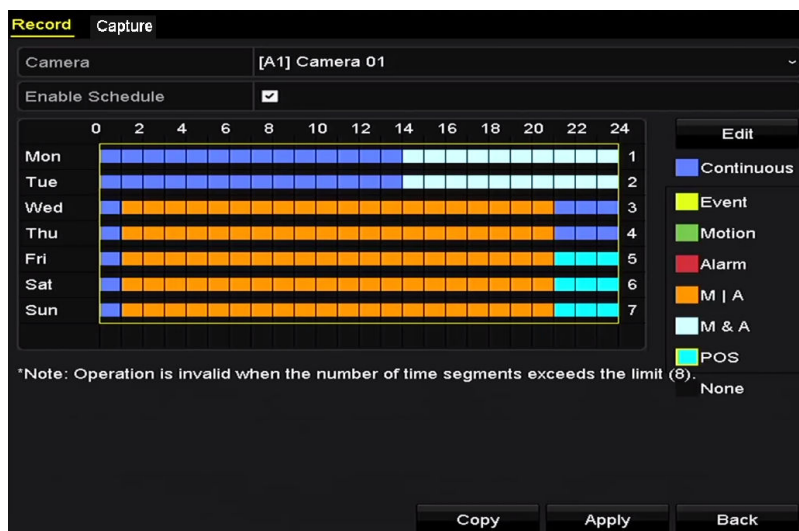 Record Capture
Camera [A1] Camera 01
Enable Schedule
0 2 4 6 8 10 12 14 16 18 20 22 24
Edit
Mon 1
Continuous
Tue 2
Event
Wed 3
Motion
Thu 4
Alarm
Fri 5
M | A
Sat 6
M & A
Sun 7
POS
*Note: Operation is invalid when the number of time segments exceeds the limit (8).
None
Copy Apply Back